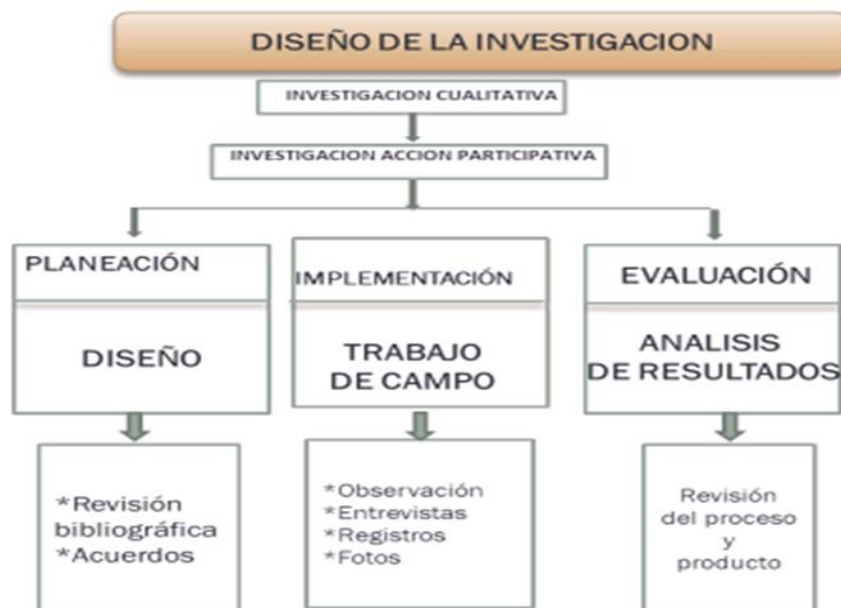 DISEÑO DE LA INVESTIGACION
INVESTIGACION CUALITATIVA
INVESTIGACION ACCION PARTICIPATIVA
PLANEACIÓN
DISEÑO
*Revisión
bibliográfica
*Acuerdos
IMPLEMENTACIÓN
TRABAJO
DE CAMPO
*Observación
*Entrevistas
*Registros
*Fotos
EVALUACIÓN
ANALISIS
DE RESULTADOS
Revisión
del proceso
y
producto